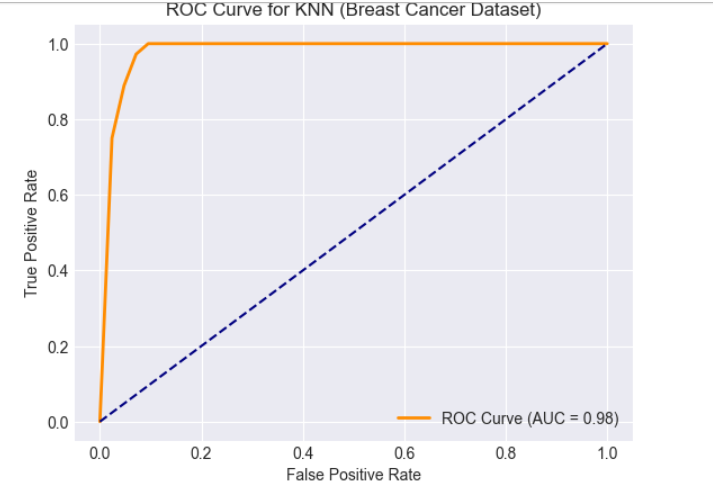 ROC Curve for KNN (Breast Cancer Dataset)
1.0
0.8
0.6
0.4
0.2
0.0
True Positive Rate
ROC Curve (AUC = 0.98)
0.0 0.2 0.4 0.6 0.8 1.0
False Positive Rate